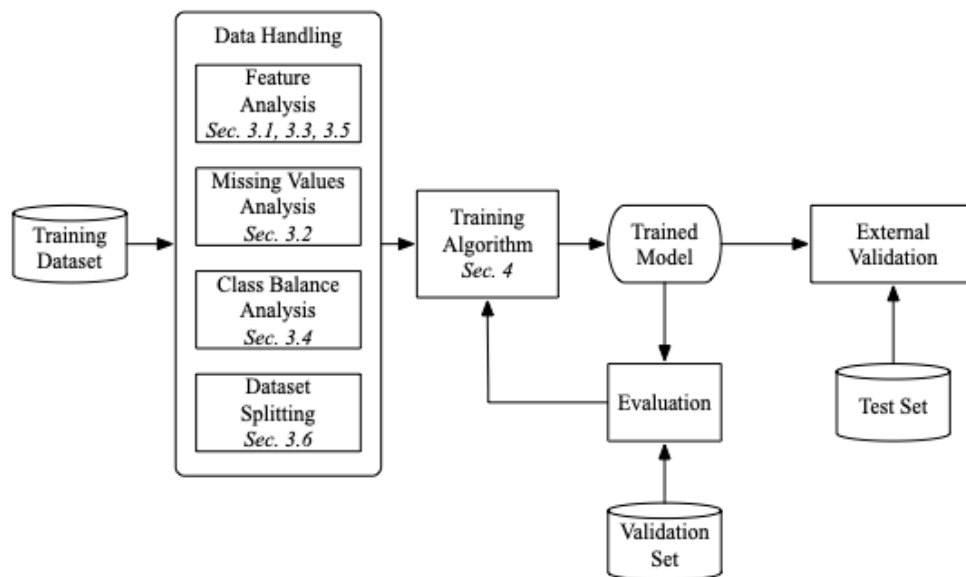 Data Handling
Feature
Analysis
Sec. 3.1, 3.3, 3.5
Missing Values
Analysis
Sec. 3.2
Class Balance
Analysis
Sec. 3.4
Dataset
Splitting
Sec. 3.6
Training
Dataset
Training
Algorithm
Sec. 4
Trained
Model
External
Validation
Evaluation
Test Set
Validation
Set